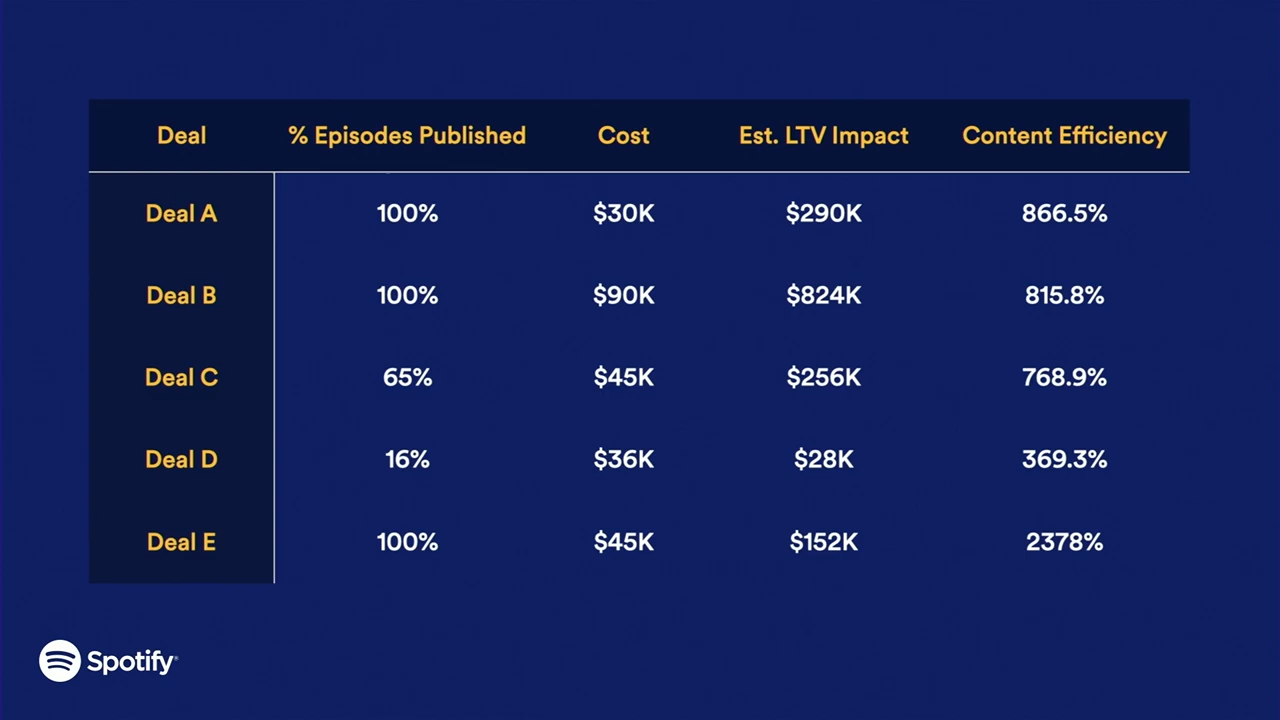 Deal % Episodes Published Cost Est. LTV Impact Content Efficiency
Deal A 100% $30K $290K 866.5%
Deal B 100% $90K $824K 815.8%
Deal C 65% $45K $256K 768.9%
Deal D 16% $36K $28K 369.3%
Deal E 100% $45K $152K 2378%
Spotify